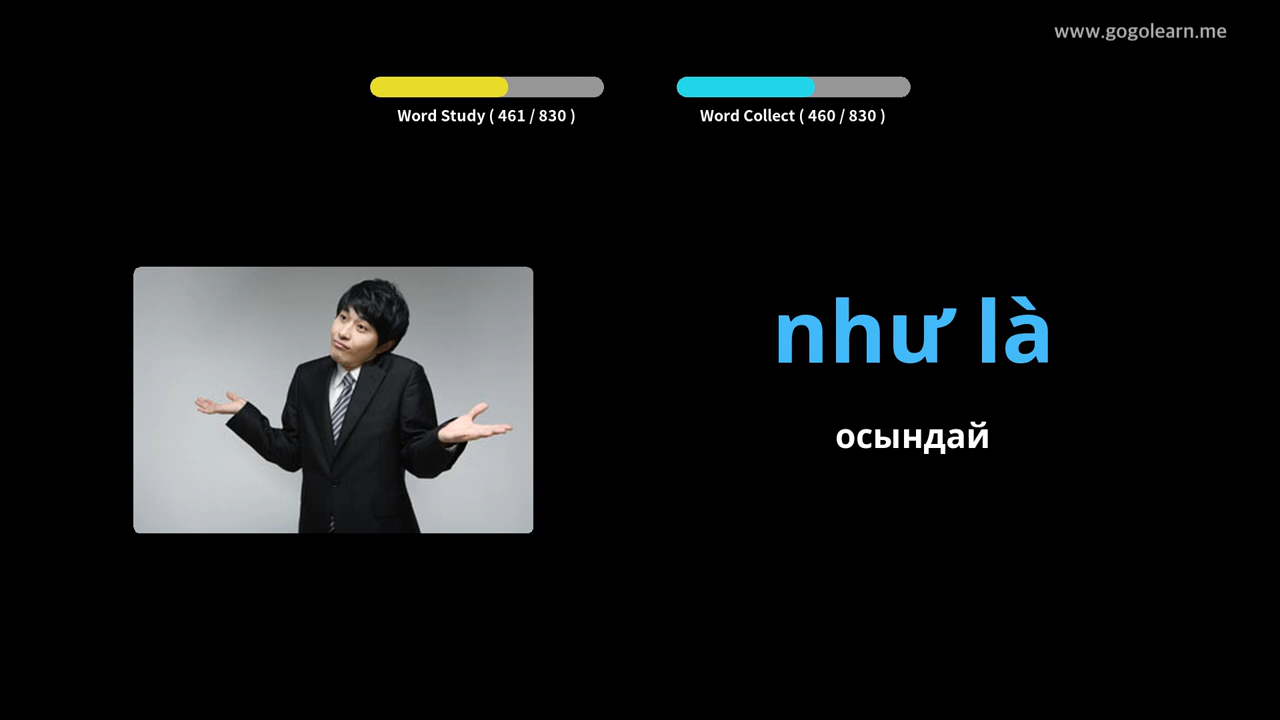 www.gogolearn.me
Word Study ( 461 / 830 )
Word Collect ( 460 / 830 )
như là
осындай